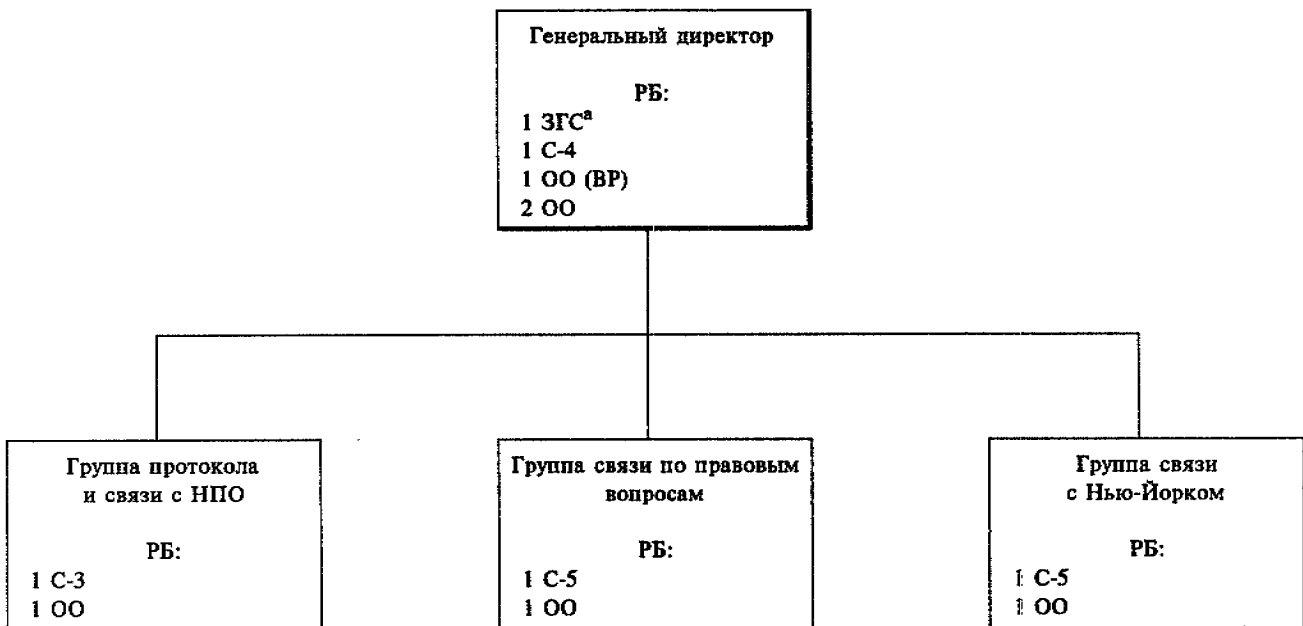 Генеральный директор
РБ:
1 ЗГСª
1 С-4
1 ОО (ВР)
2 ОО
Группа протокола
и связи с НПО
РБ:
1 С-3
1 ОО
Группа связи по правовым
вопросам
РБ:
1 С-5
1 ОО
Группа связи
с Нью-Йорком
РБ:
1 С-5
1 ОО